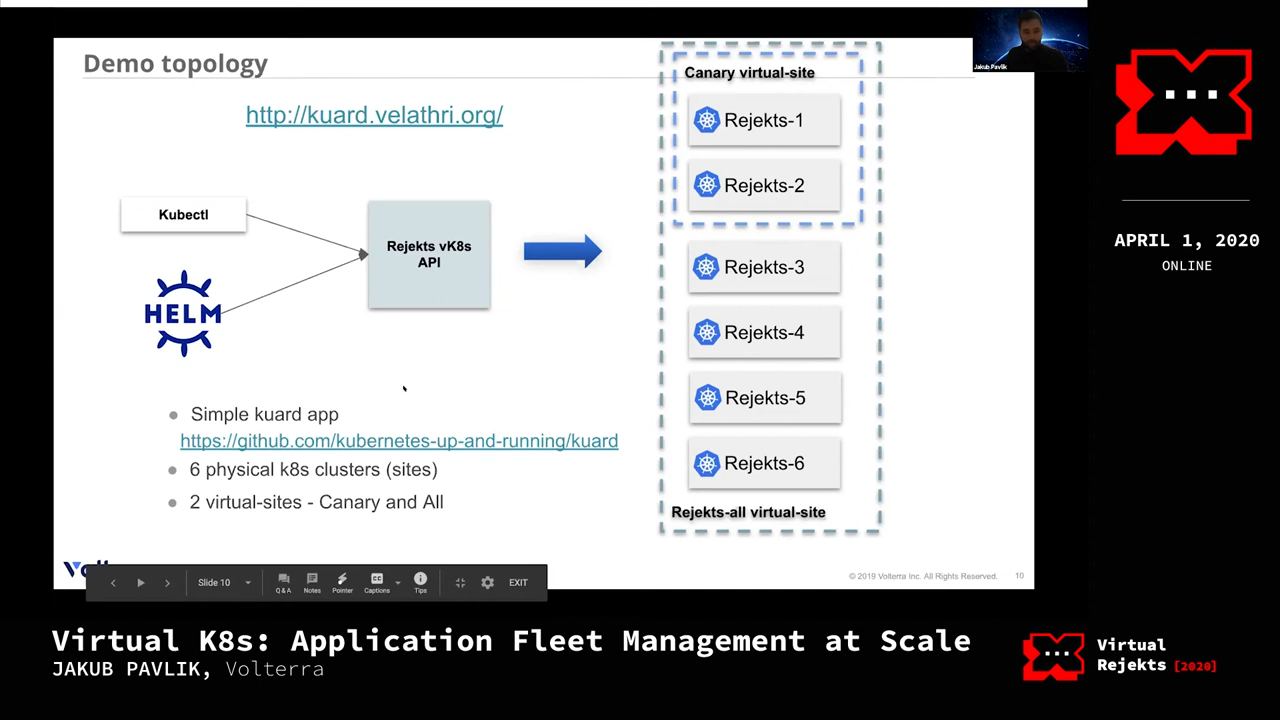 Demo topology
http://kuard.velathri.org/
Kubectl
HELM
Rejekts vK8s
API
Canary virtual-site
Rejekts-1
Rejekts-2
Rejekts-3
Rejekts-4
Rejekts-5
Rejekts-6
Rejekts-all virtual-site
Simple kuard app
https://github.com/kubernetes-up-and-running/kuard
6 physical k8s clusters (sites)
2 virtual-sites - Canary and All
© 2019 Volterra Inc. All Rights Reserved. 10
Slide 10
Q & A
Notes
Pointer
Captions
Tips
EXIT
Jakub Pavlik
APRIL 1, 2020
ONLINE
Virtual K8s: Application Fleet Management at Scale
JAKUB PAVLIK, Volterra
Virtual
Rejekts [2020]